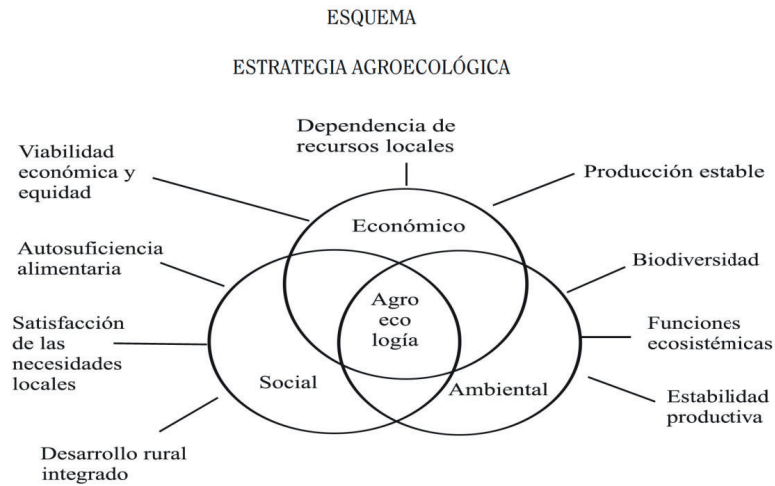 ESQUEMA
ESTRATEGIA AGROECOLÓGICA
Dependencia de
recursos locales
Viabilidad
económica y
equidad
Producción estable
Económico
Autosuficiencia
alimentaria
Biodiversidad
Agro
eco
logía
Satisfacción
de las
necesidades
locales
Funciones
ecosistémicas
Social
Ambiental
Estabilidad
productiva
Desarrollo rural
integrado